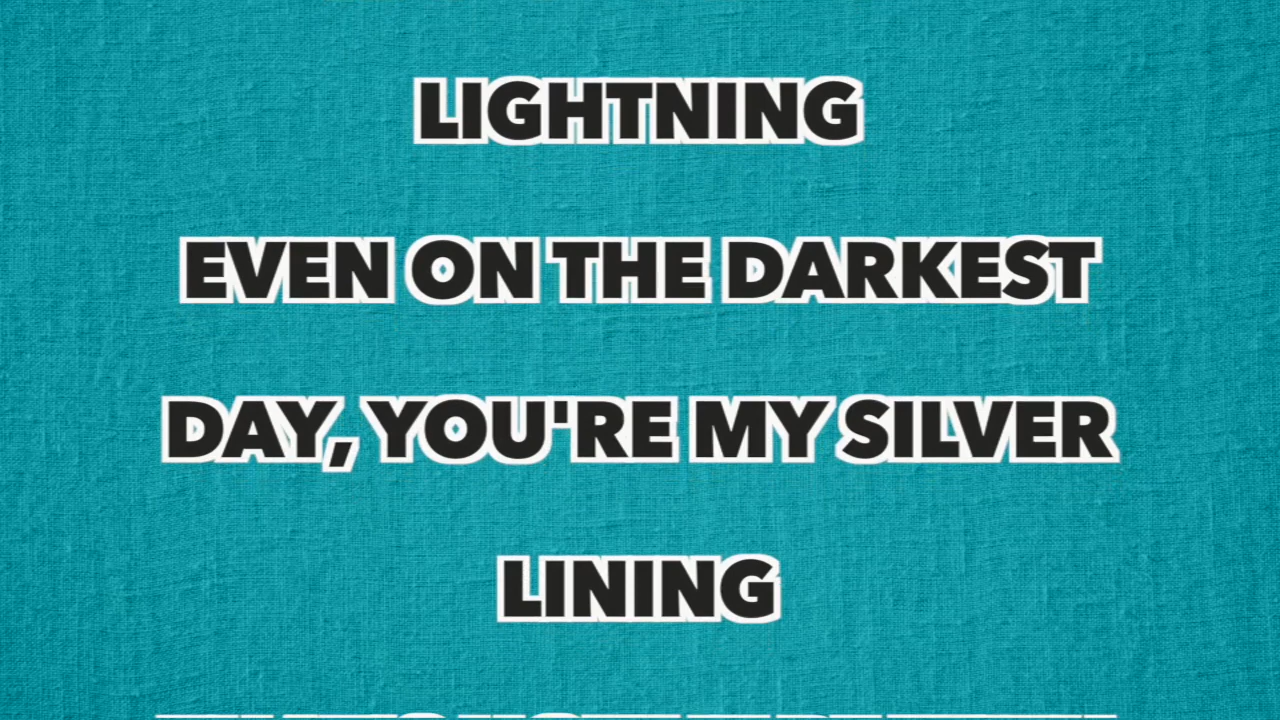 LIGHTNING
EVEN ON THE DARKEST
DAY, YOU'RE MY SILVER
LINING